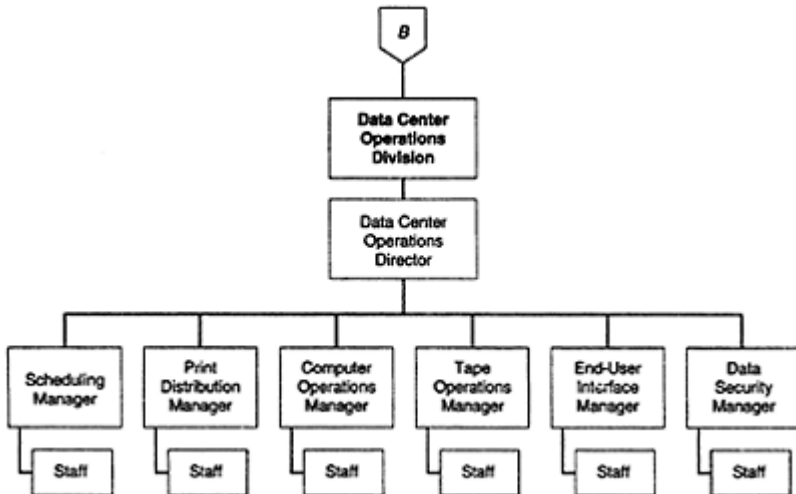 B
Data Center
Operations
Division
Data Center
Operations
Director
Scheduling
Manager
Print
Distribution
Manager
Computer
Operations
Manager
Tape
Operations
Manager
End-User
Interface
Manager
Data
Security
Manager
Staff
Staff
Staff
Staff
Staff
Staff